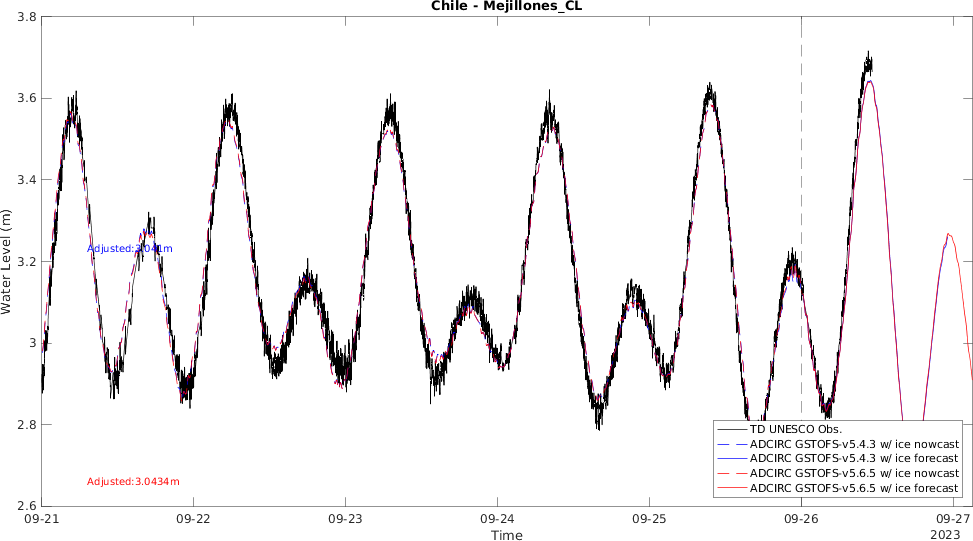 Chile - Mejillones_CL
3.8
3.6
3.4
3.2
3
2.8
2.6
Water Level (m)
Adjusted:3.041m
Adjusted:3.0434m
TD UNESCO Obs.
ADCIRC GSTOFS-v5.4.3 w/ ice nowcast
ADCIRC GSTOFS-v5.4.3 w/ ice forecast
ADCIRC GSTOFS-v5.6.5 w/ ice nowcast
ADCIRC GSTOFS-v5.6.5 w/ ice forecast
09-21 09-22 09-23 09-24 09-25 09-26 09-27
Time
2023